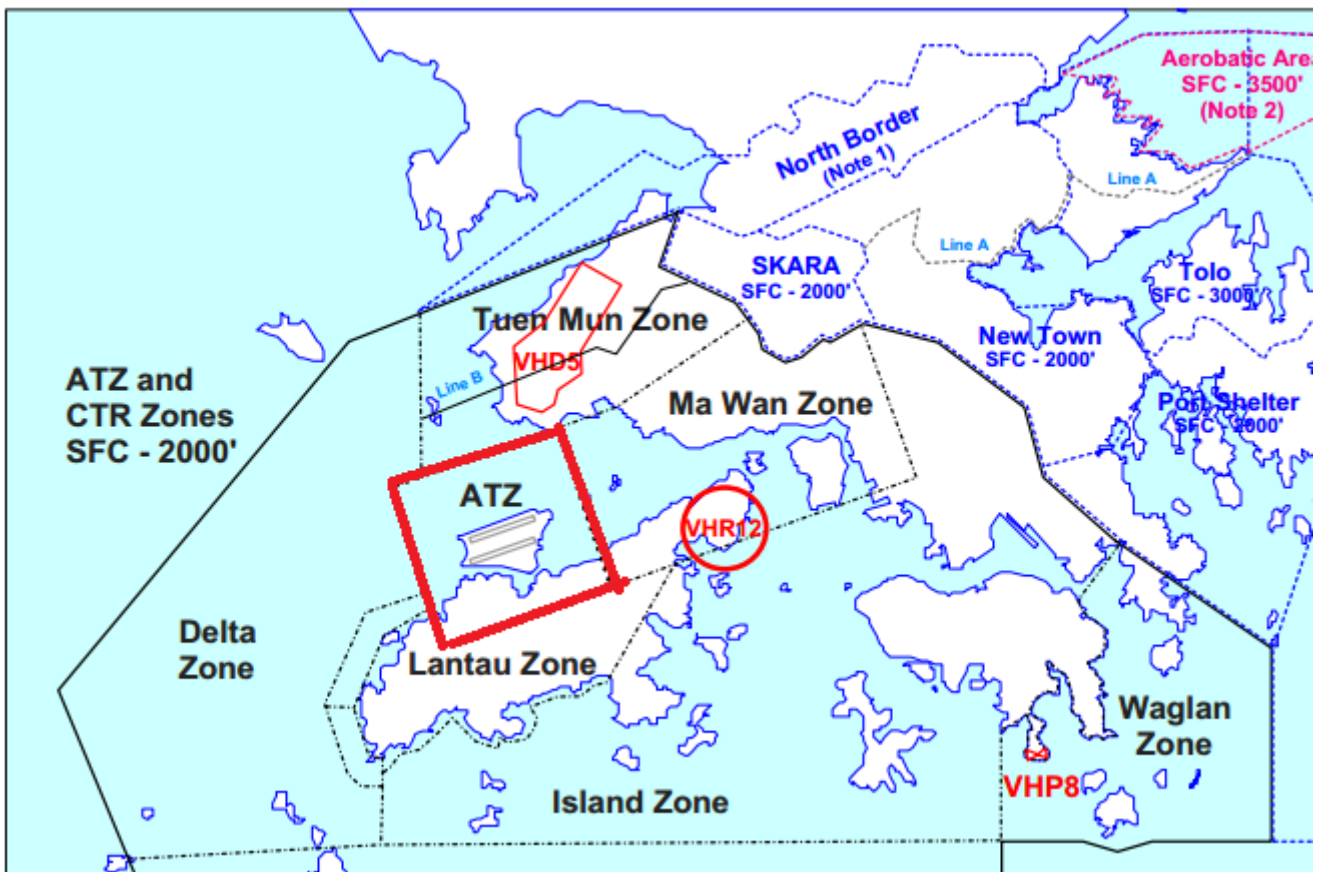 Aerobatic Area
SFC - 3500'
(Note 2)
North Border
(Note 1)
Line A
Line A
SKARA
SFC - 2000'
Tolo
SFC - 3000'
New Town
SFC - 2000'
Tuen Mun Zone
VHD5
Line B
ATZ and
CTR Zones
SFC - 2000'
Ma Wan Zone
Port Shelter
SFC - 2000'
ATZ
VHR12
Delta
Zone
Lantau Zone
Waglan
Zone
VHP8
Island Zone